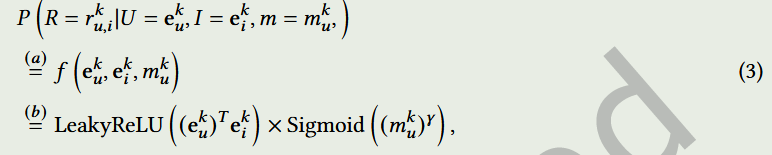 P ( R = r_{u,i}^k | U = e_u^k, I = e_i^k, m = m_u^k, )
(a) = f ( e_u^k, e_i^k, m_u^k ) (3)
(b) = LeakyReLU ( (e_u^k)^T e_i^k ) × Sigmoid ( (m_u^k)^γ ) ,